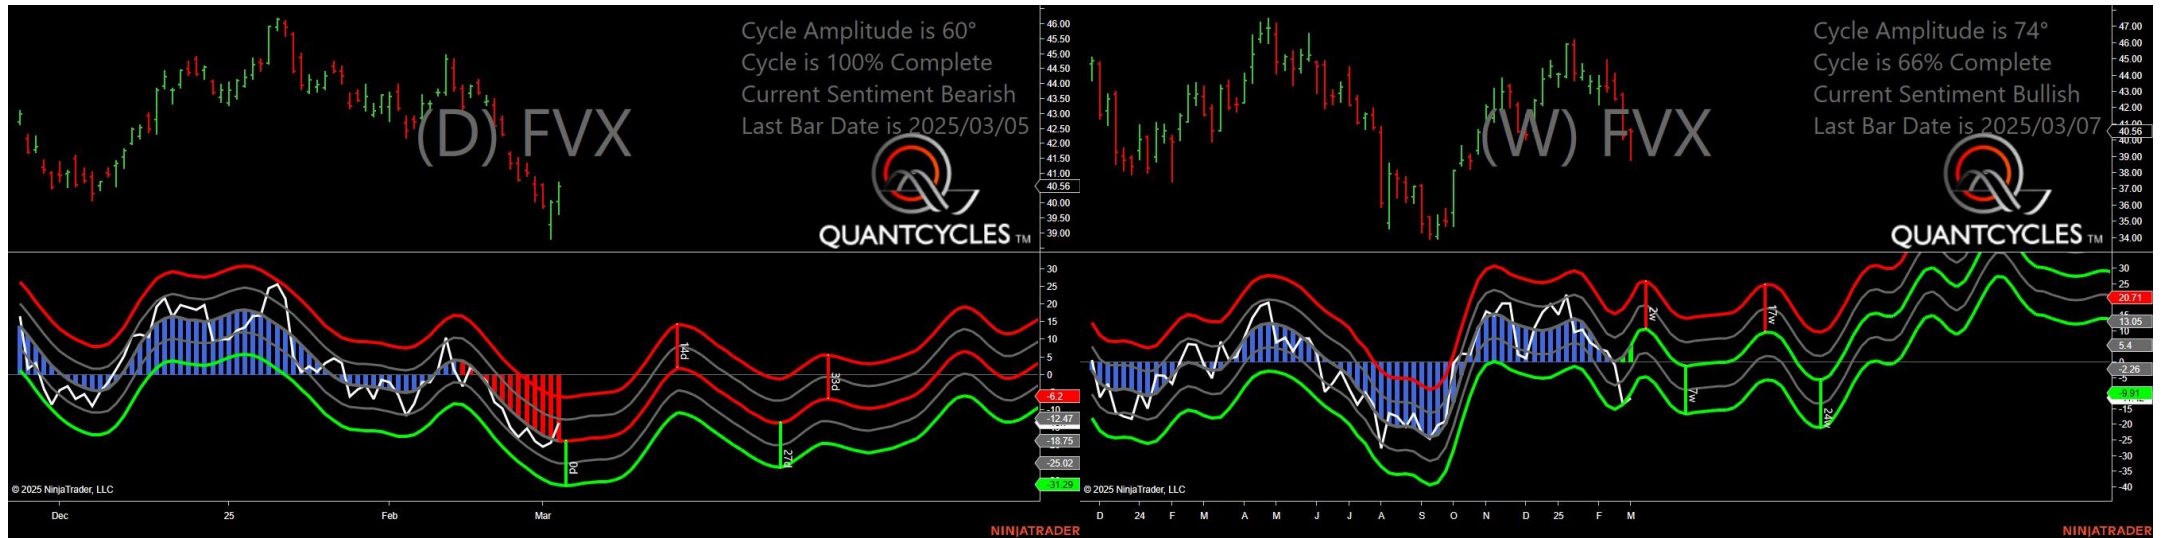 Cycle Amplitude is 60°
Cycle is 100% Complete
Current Sentiment Bearish
Last Bar Date is 2025/03/05
(D) FVX
QUANTCYCLES TM
46.00
45.50
45.00
44.50
44.00
43.50
43.00
42.50
42.00
41.50
41.00
40.56
40.00
39.50
39.00
30
25
20
15
10
5
0
-6.2
-10
-12.47
-18.75
-25.02
-31.29
14d
33d
27d
0d
© 2025 NinjaTrader, LLC
Dec
25
Feb
Mar
NINJATRADER
Cycle Amplitude is 74°
Cycle is 66% Complete
Current Sentiment Bullish
Last Bar Date is 2025/03/07
(W) FVX
QUANTCYCLES TM
47.00
46.00
45.00
44.00
43.00
42.00
40.56
40.00
39.00
38.00
37.00
36.00
35.00
34.00
30
25
20.71
13.05
10
5.4
-2.26
-5
-9.91
-15
-20
-25
-30
-35
-40
2w
17w
7w
24w
© 2025 NinjaTrader, LLC
D 24 F M A M J J A S O N D 25 F M
NINJATRADER